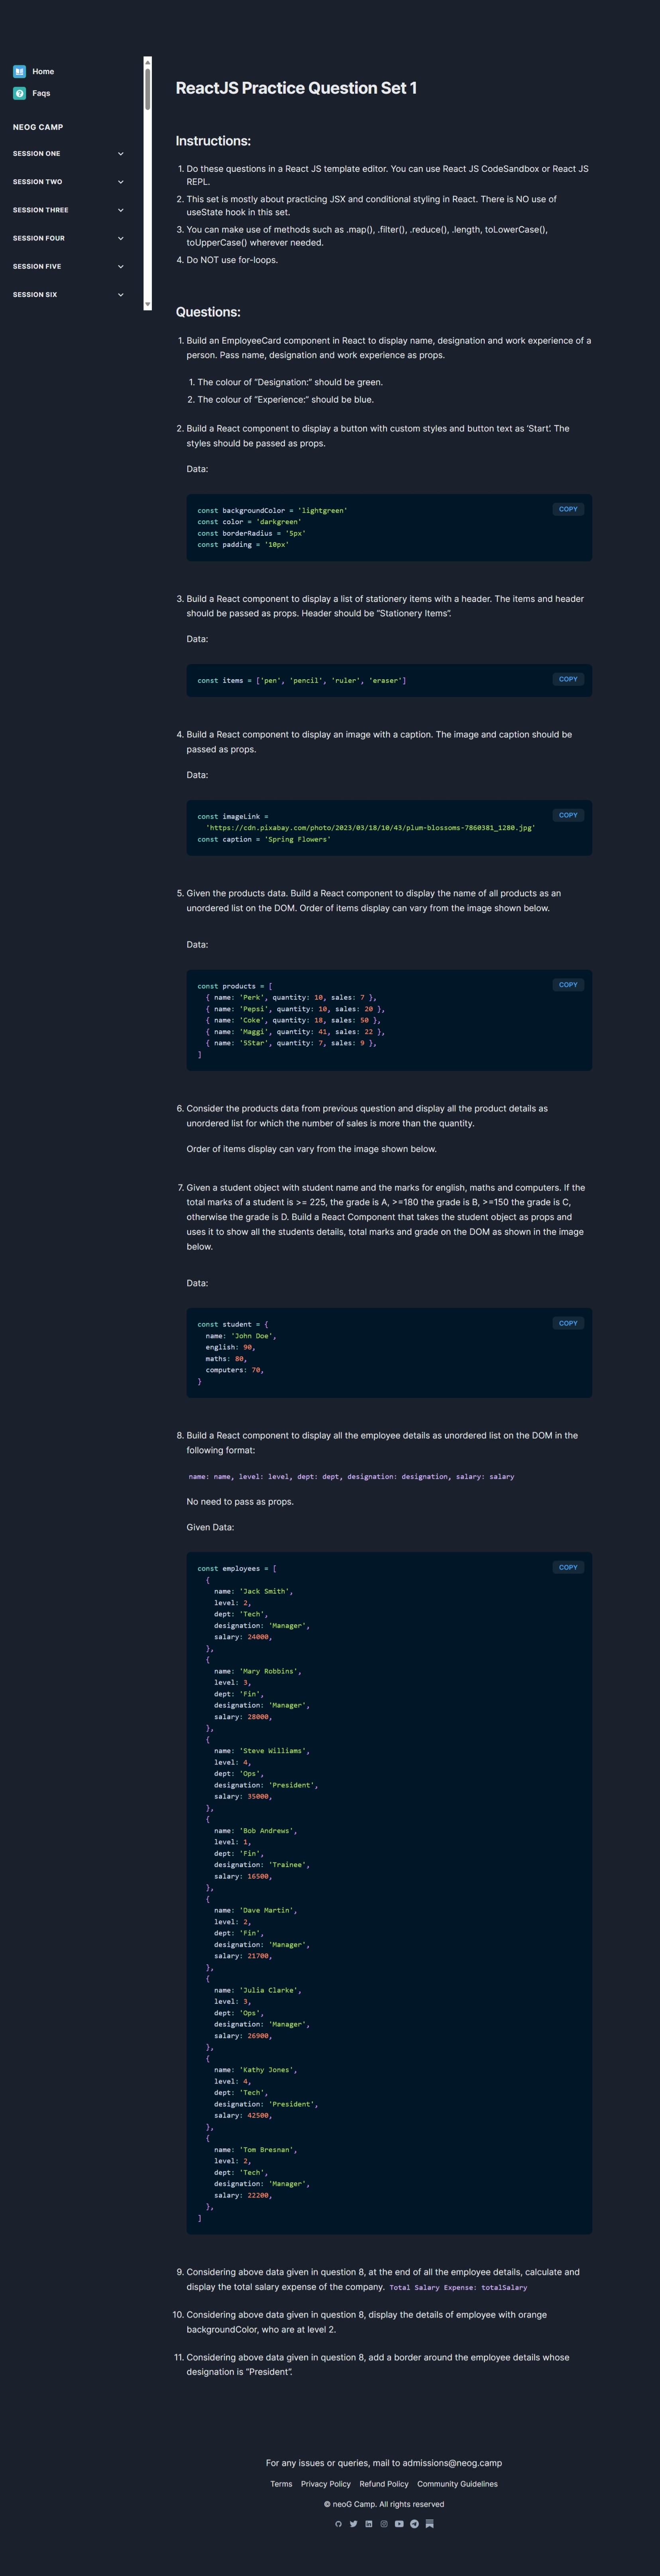 Home
Faqs
NEOG CAMP
SESSION ONE
SESSION TWO
SESSION THREE
SESSION FOUR
SESSION FIVE
SESSION SIX
ReactJS Practice Question Set 1
Instructions:
1. Do these questions in a React JS template editor. You can use React JS CodeSandbox or React JS
REPL.
2. This set is mostly about practicing JSX and conditional styling in React. There is NO use of
useState hook in this set.
3. You can make use of methods such as .map(), .filter(), .reduce(), .length, toLowerCase(),
toUpperCase() wherever needed.
4. Do NOT use for-loops.
Questions:
1. Build an EmployeeCard component in React to display name, designation and work experience of a
person. Pass name, designation and work experience as props.
1. The colour of “Designation:” should be green.
2. The colour of “Experience:” should be blue.
2. Build a React component to display a button with custom styles and button text as ‘Start’. The
styles should be passed as props.
Data:
COPY
const backgroundColor = 'lightgreen'
const color = 'darkgreen'
const borderRadius = '5px'
const padding = '10px'
3. Build a React component to display a list of stationery items with a header. The items and header
should be passed as props. Header should be “Stationery Items”.
Data:
COPY
const items = ['pen', 'pencil', 'ruler', 'eraser']
4. Build a React component to display an image with a caption. The image and caption should be
passed as props.
Data:
COPY
const imageLink =
'https://cdn.pixabay.com/photo/2023/03/18/10/43/plum-blossoms-7860381_1280.jpg'
const caption = 'Spring Flowers'
5. Given the products data. Build a React component to display the name of all products as an
unordered list on the DOM. Order of items display can vary from the image shown below.
Data:
COPY
const products = [
{ name: 'Perk', quantity: 10, sales: 7 },
{ name: 'Pepsi', quantity: 10, sales: 20 },
{ name: 'Coke', quantity: 18, sales: 50 },
{ name: 'Maggi', quantity: 41, sales: 22 },
{ name: '5Star', quantity: 7, sales: 9 },
]
6. Consider the products data from previous question and display all the product details as
unordered list for which the number of sales is more than the quantity.
Order of items display can vary from the image shown below.
7. Given a student object with student name and the marks for english, maths and computers. If the
total marks of a student is >= 225, the grade is A, >=180 the grade is B, >=150 the grade is C,
otherwise the grade is D. Build a React Component that takes the student object as props and
uses it to show all the students details, total marks and grade on the DOM as shown in the image
below.
Data:
COPY
const student = {
name: 'John Doe',
english: 90,
maths: 80,
computers: 70,
}
8. Build a React component to display all the employee details as unordered list on the DOM in the
following format:
name: name, level: level, dept: dept, designation: designation, salary: salary
No need to pass as props.
Given Data:
COPY
const employees = [
{
name: 'Jack Smith',
level: 2,
dept: 'Tech',
designation: 'Manager',
salary: 24000,
},
{
name: 'Mary Robbins',
level: 3,
dept: 'Fin',
designation: 'Manager',
salary: 28000,
},
{
name: 'Steve Williams',
level: 4,
dept: 'Ops',
designation: 'President',
salary: 35000,
},
{
name: 'Bob Andrews',
level: 1,
dept: 'Fin',
designation: 'Trainee',
salary: 16500,
},
{
name: 'Dave Martin',
level: 2,
dept: 'Fin',
designation: 'Manager',
salary: 21700,
},
{
name: 'Julia Clarke',
level: 3,
dept: 'Ops',
designation: 'Manager',
salary: 26900,
},
{
name: 'Kathy Jones',
level: 4,
dept: 'Tech',
designation: 'President',
salary: 42500,
},
{
name: 'Tom Bresnan',
level: 2,
dept: 'Tech',
designation: 'Manager',
salary: 22200,
},
]
9. Considering above data given in question 8, at the end of all the employee details, calculate and
display the total salary expense of the company. Total Salary Expense: totalSalary
10. Considering above data given in question 8, display the details of employee with orange
backgroundColor, who are at level 2.
11. Considering above data given in question 8, add a border around the employee details whose
designation is “President”.
For any issues or queries, mail to admissions@neog.camp
Terms Privacy Policy Refund Policy Community Guidelines
© neoG Camp. All rights reserved